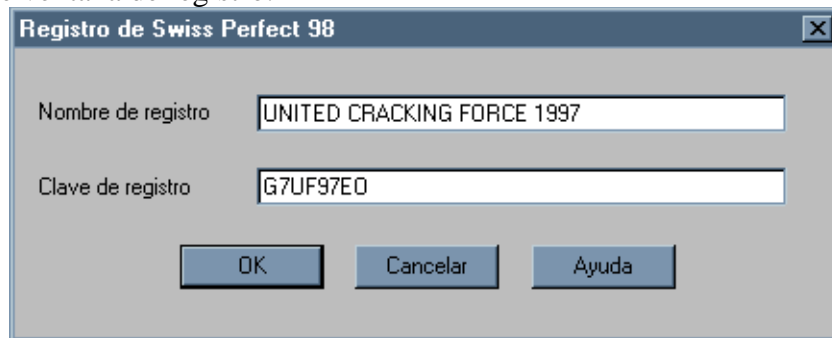 Registro de Swiss Perfect 98
Nombre de registro UNITED CRACKING FORCE 1997
Clave de registro G7UF97EO
OK Cancelar Ayuda